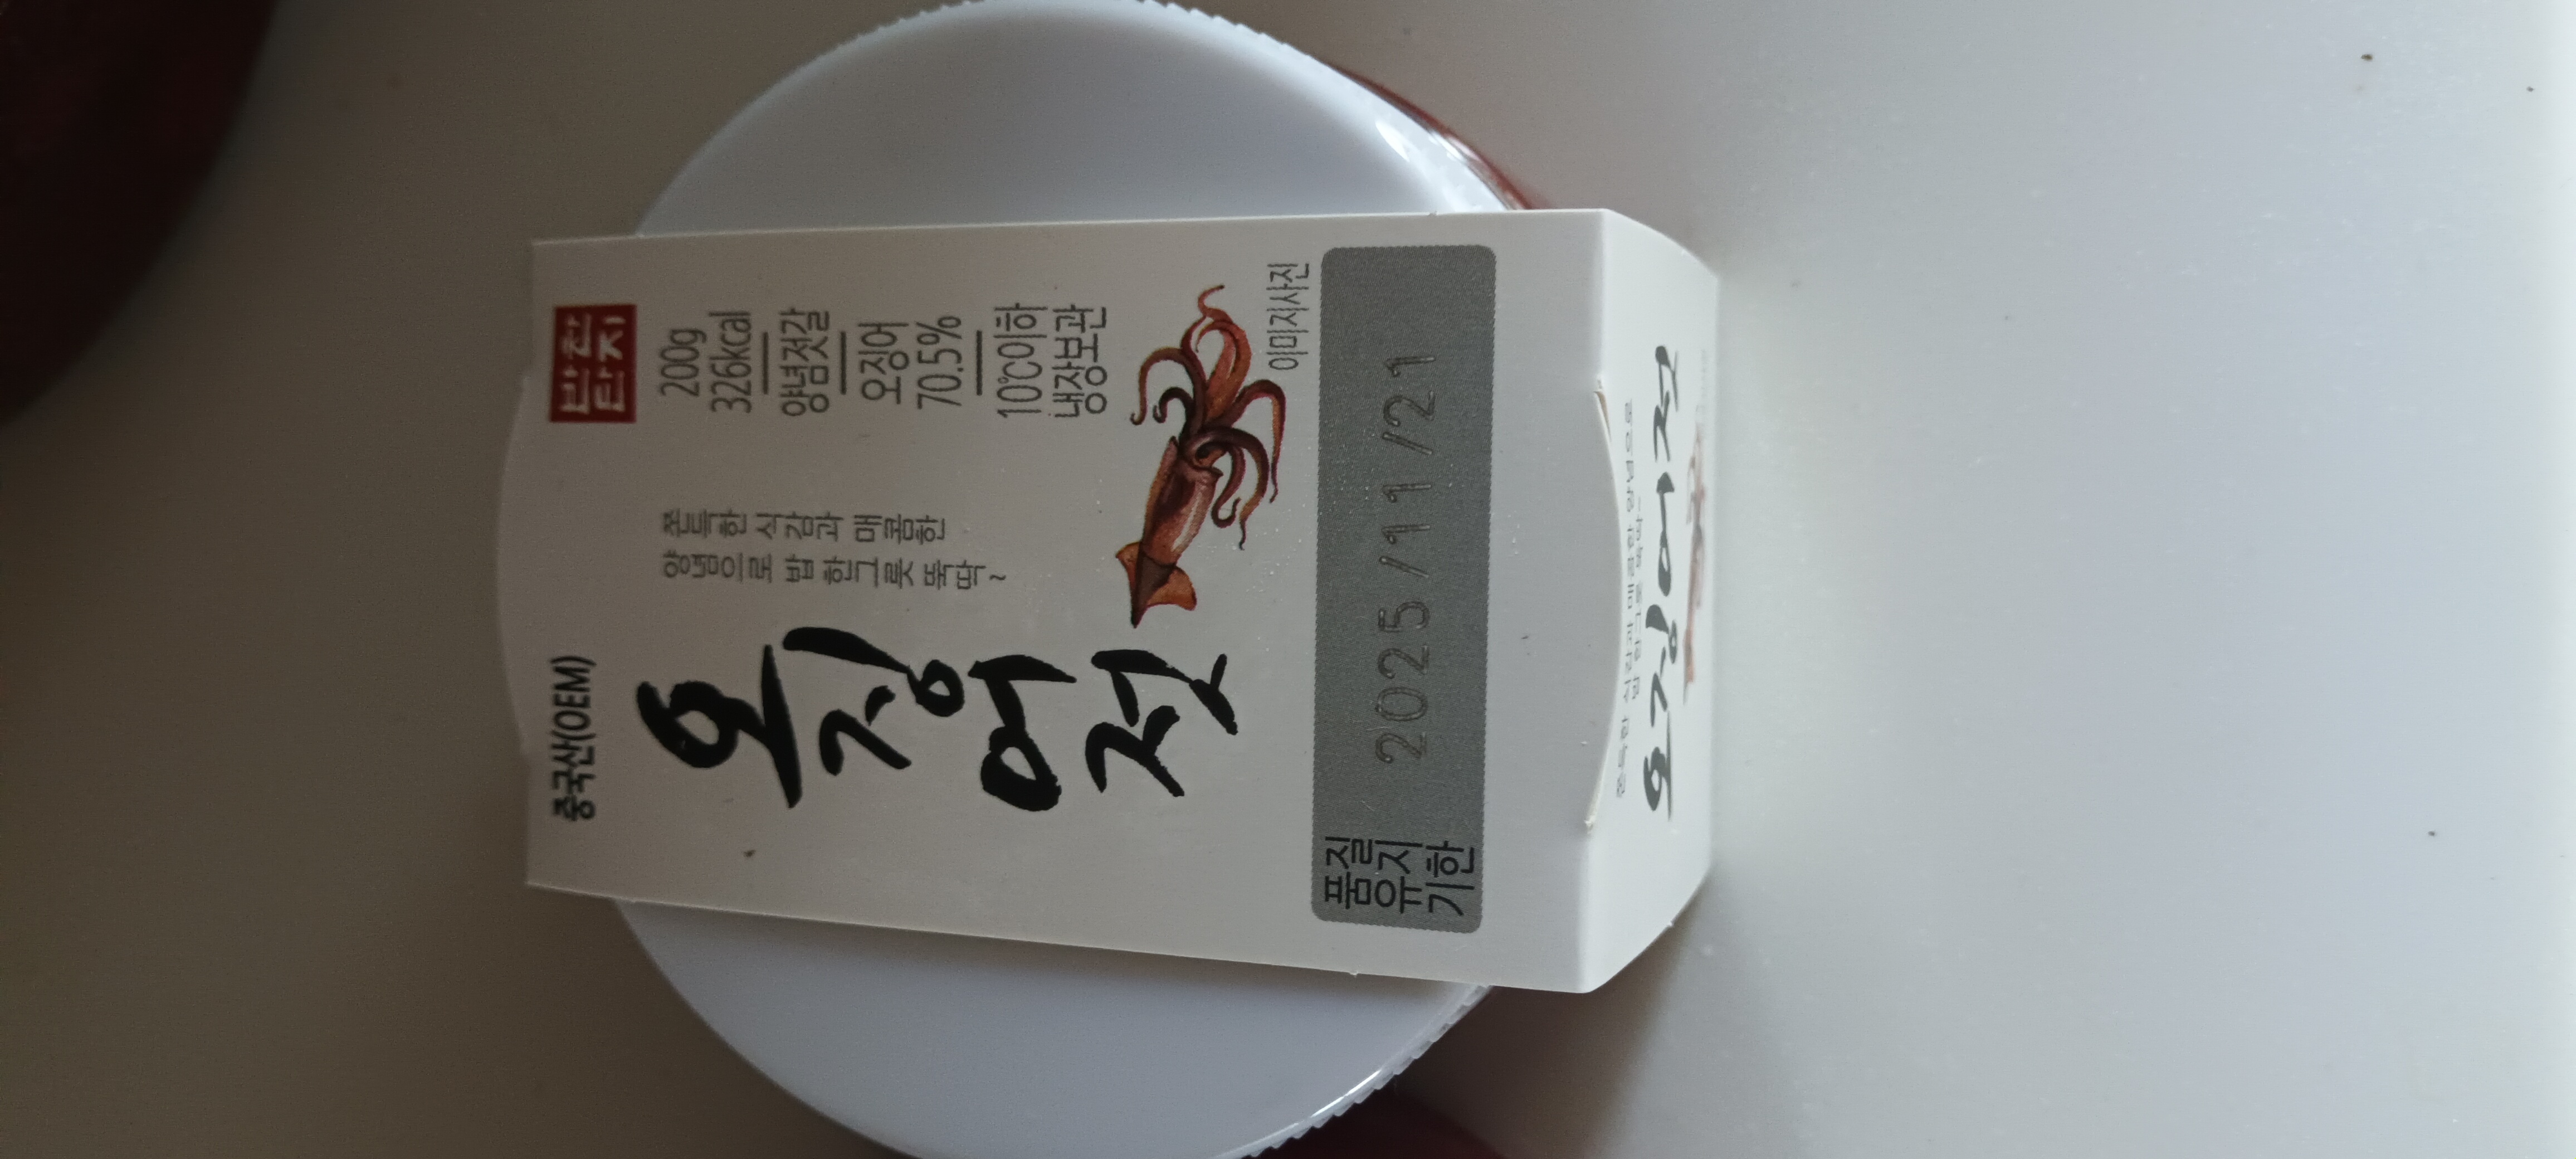 중국산(OEM)
반찬
단지
오징어젓
쫀득한 식감과 매콤한
양념으로 밥 한그릇 뚝딱~
200g
326kcal
양념젓갈
오징어
70.5%
10℃이하
냉장보관
이미지사진
품질
유지
기한
2025/11/21
오징어젓